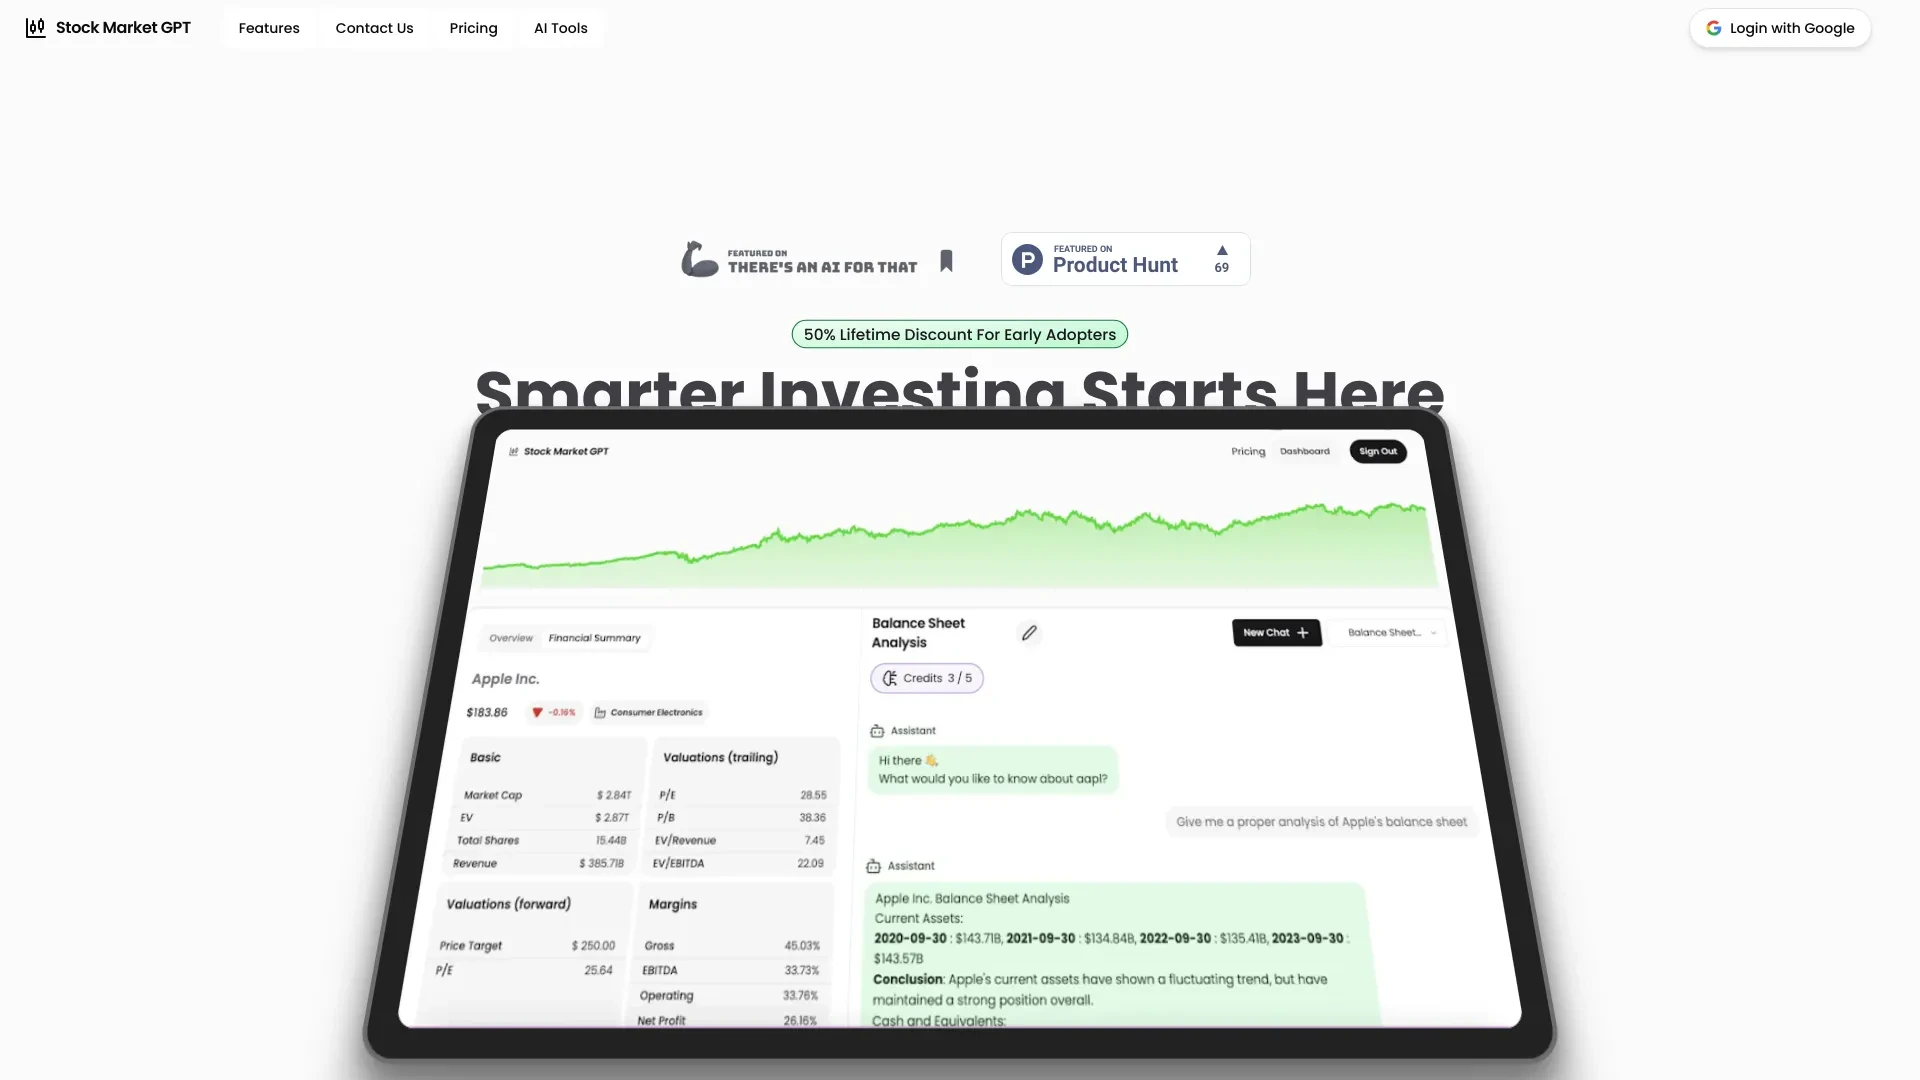 Stock Market GPT
Features
Contact Us
Pricing
AI Tools
Login with Google
FEATURED ON
THERE'S AN AI FOR THAT
FEATURED ON
Product Hunt
69
50% Lifetime Discount For Early Adopters
Smarter Investing Starts Here
Stock Market GPT
Pricing
Dashboard
Sign Out
Overview
Financial Summary
Apple Inc.
$183.86
-0.16%
Consumer Electronics
Basic
Market Cap $ 2.84T
EV $ 2.87T
Total Shares 15.44B
Revenue $ 385.71B
Valuations (trailing)
P/E 28.55
P/B 38.36
EV/Revenue 7.45
EV/EBITDA 22.09
Valuations (forward)
Price Target $ 250.00
P/E 25.64
Margins
Gross 45.03%
EBITDA 33.73%
Operating 33.76%
Net Profit 26.16%
Balance Sheet
Analysis
New Chat
Balance Sheet...
Credits 3 / 5
Assistant
Hi there 👋
What would you like to know about aapl?
Give me a proper analysis of Apple's balance sheet
Assistant
Apple Inc. Balance Sheet Analysis
Current Assets:
2020-09-30 : $143.71B, 2021-09-30 : $134.84B, 2022-09-30 : $135.41B, 2023-09-30 :
$143.57B
Conclusion: Apple's current assets have shown a fluctuating trend, but have
maintained a strong position overall.
Cash and Equivalents: